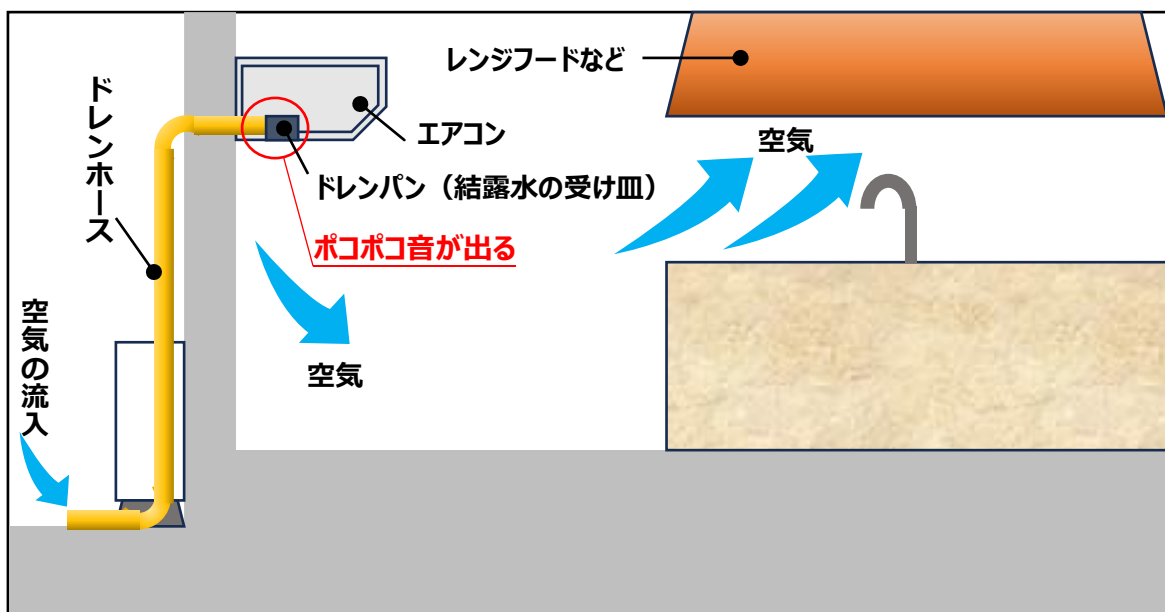 レンジフードなど
ドレンホース
エアコン
空気
ドレンパン（結露水の受け皿）
ポコポコ音が出る
空気の流入
空気